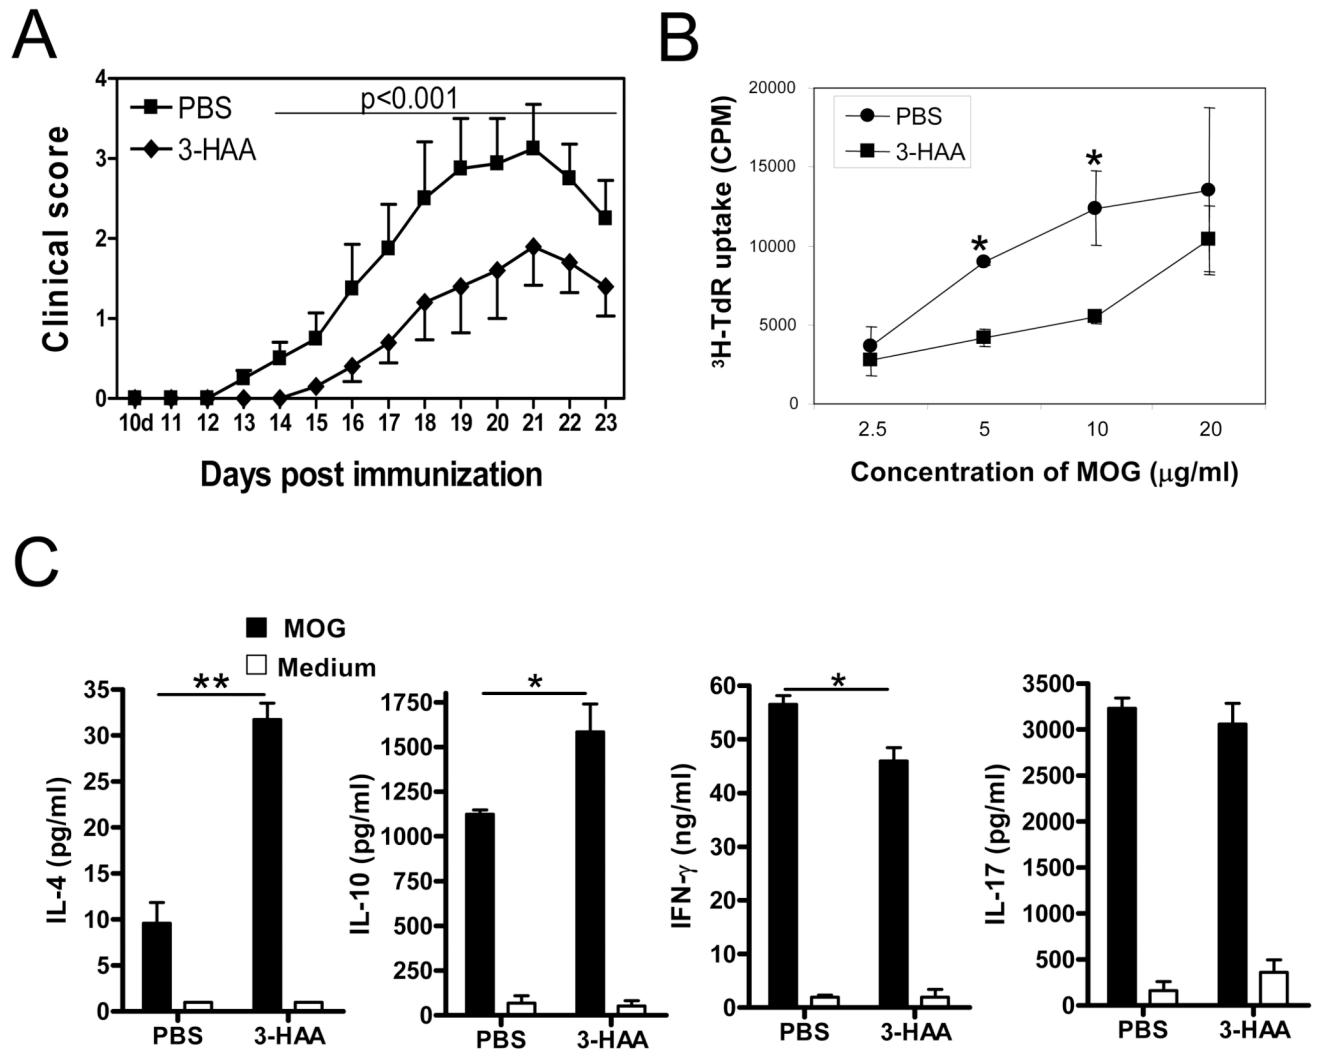 A
4
3
2
1
0
PBS
3-HAA
p<0.001
Clinical score
10d 11 12 13 14 15 16 17 18 19 20 21 22 23
Days post immunization
B
20000
15000
10000
5000
0
PBS
3-HAA
*
*
³H-TdR uptake (CPM)
2.5 5 10 20
Concentration of MOG (μg/ml)
C
MOG
Medium
35
30
25
20
15
10
5
0
**
IL-4 (pg/ml)
PBS 3-HAA
1750
1500
1250
1000
750
500
250
0
*
IL-10 (pg/ml)
PBS 3-HAA
60
50
40
30
20
10
0
*
IFN-γ (ng/ml)
PBS 3-HAA
3500
3000
2500
2000
1500
1000
500
0
IL-17 (pg/ml)
PBS 3-HAA